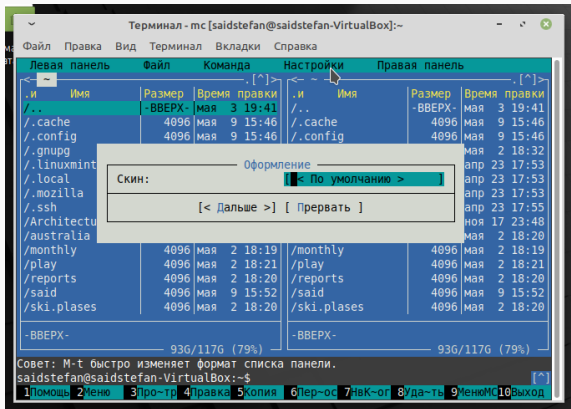 Терминал - mc [saidstefan@saidstefan-VirtualBox]:~
Файл Правка Вид Терминал Вкладки Справка
Левая панель Файл Команда Настройки Правая панель
<─ ~ .[^]> <─ ~ .[^]>
.и Имя Размер Время правки .и Имя Размер Время правки
/.. -ВВЕРХ- мая 3 19:41 /.. -ВВЕРХ- мая 3 19:41
/.cache 4096 мая 9 15:46 /.cache 4096 мая 9 15:46
/.config 4096 мая 9 15:46 /.config 4096 мая 9 15:46
/.gnupg мая 2 18:32
/.linuxmint Оформление апр 23 17:53
/.local Скин: [ < По умолчанию > ] апр 23 17:53
/.mozilla апр 23 17:53
/.ssh [< Дальше >] [ Прервать ] апр 23 17:55
/Architectu ноя 17 23:48
/australia мая 2 18:20
/monthly 4096 мая 2 18:19 /monthly 4096 мая 2 18:19
/play 4096 мая 2 18:21 /play 4096 мая 2 18:21
/reports 4096 мая 2 18:20 /reports 4096 мая 2 18:20
/said 4096 мая 9 15:52 /said 4096 мая 9 15:52
/ski.plases 4096 мая 2 18:20 /ski.plases 4096 мая 2 18:20
-ВВЕРХ- -ВВЕРХ-
93G/117G (79%) 93G/117G (79%)
Совет: M-t быстро изменяет формат списка панели.
saidstefan@saidstefan-VirtualBox:~$ [^]
1Помощь 2Меню 3Про~тр 4Правка 5Копия 6Пер~ос 7НвК~ог 8Уда~ть 9МенюMC 10Выход